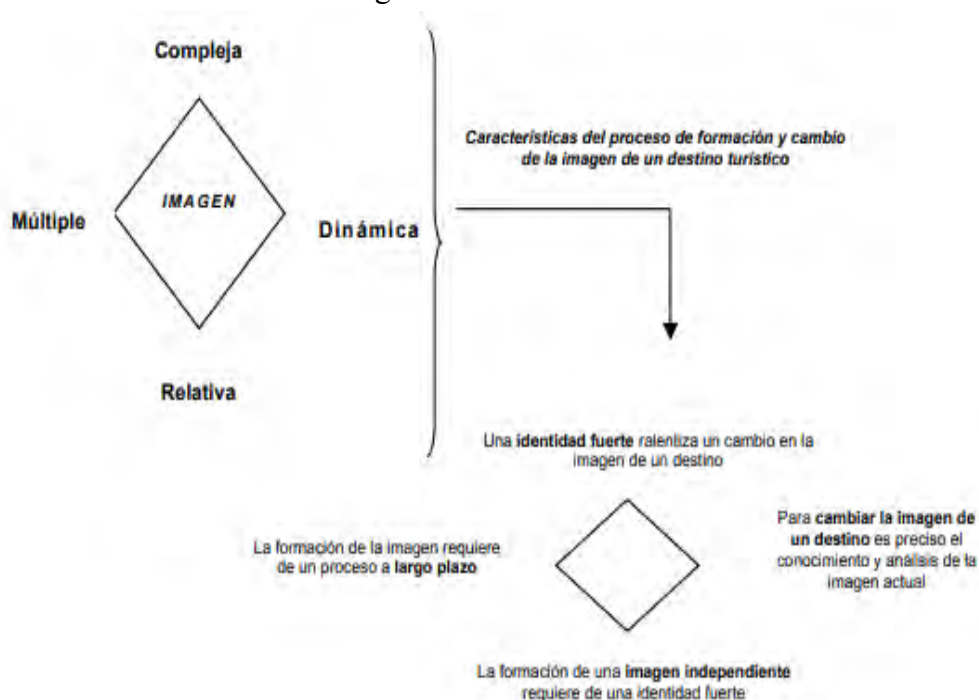 Compleja
IMAGEN
Múltiple
Dinámica
Relativa
Características del proceso de formación y cambio
de la imagen de un destino turístico
Una identidad fuerte ralentiza un cambio en la
imagen de un destino
La formación de la imagen requiere
de un proceso a largo plazo
Para cambiar la imagen de
un destino es preciso el
conocimiento y análisis de la
imagen actual
La formación de una imagen independiente
requiere de una identidad fuerte